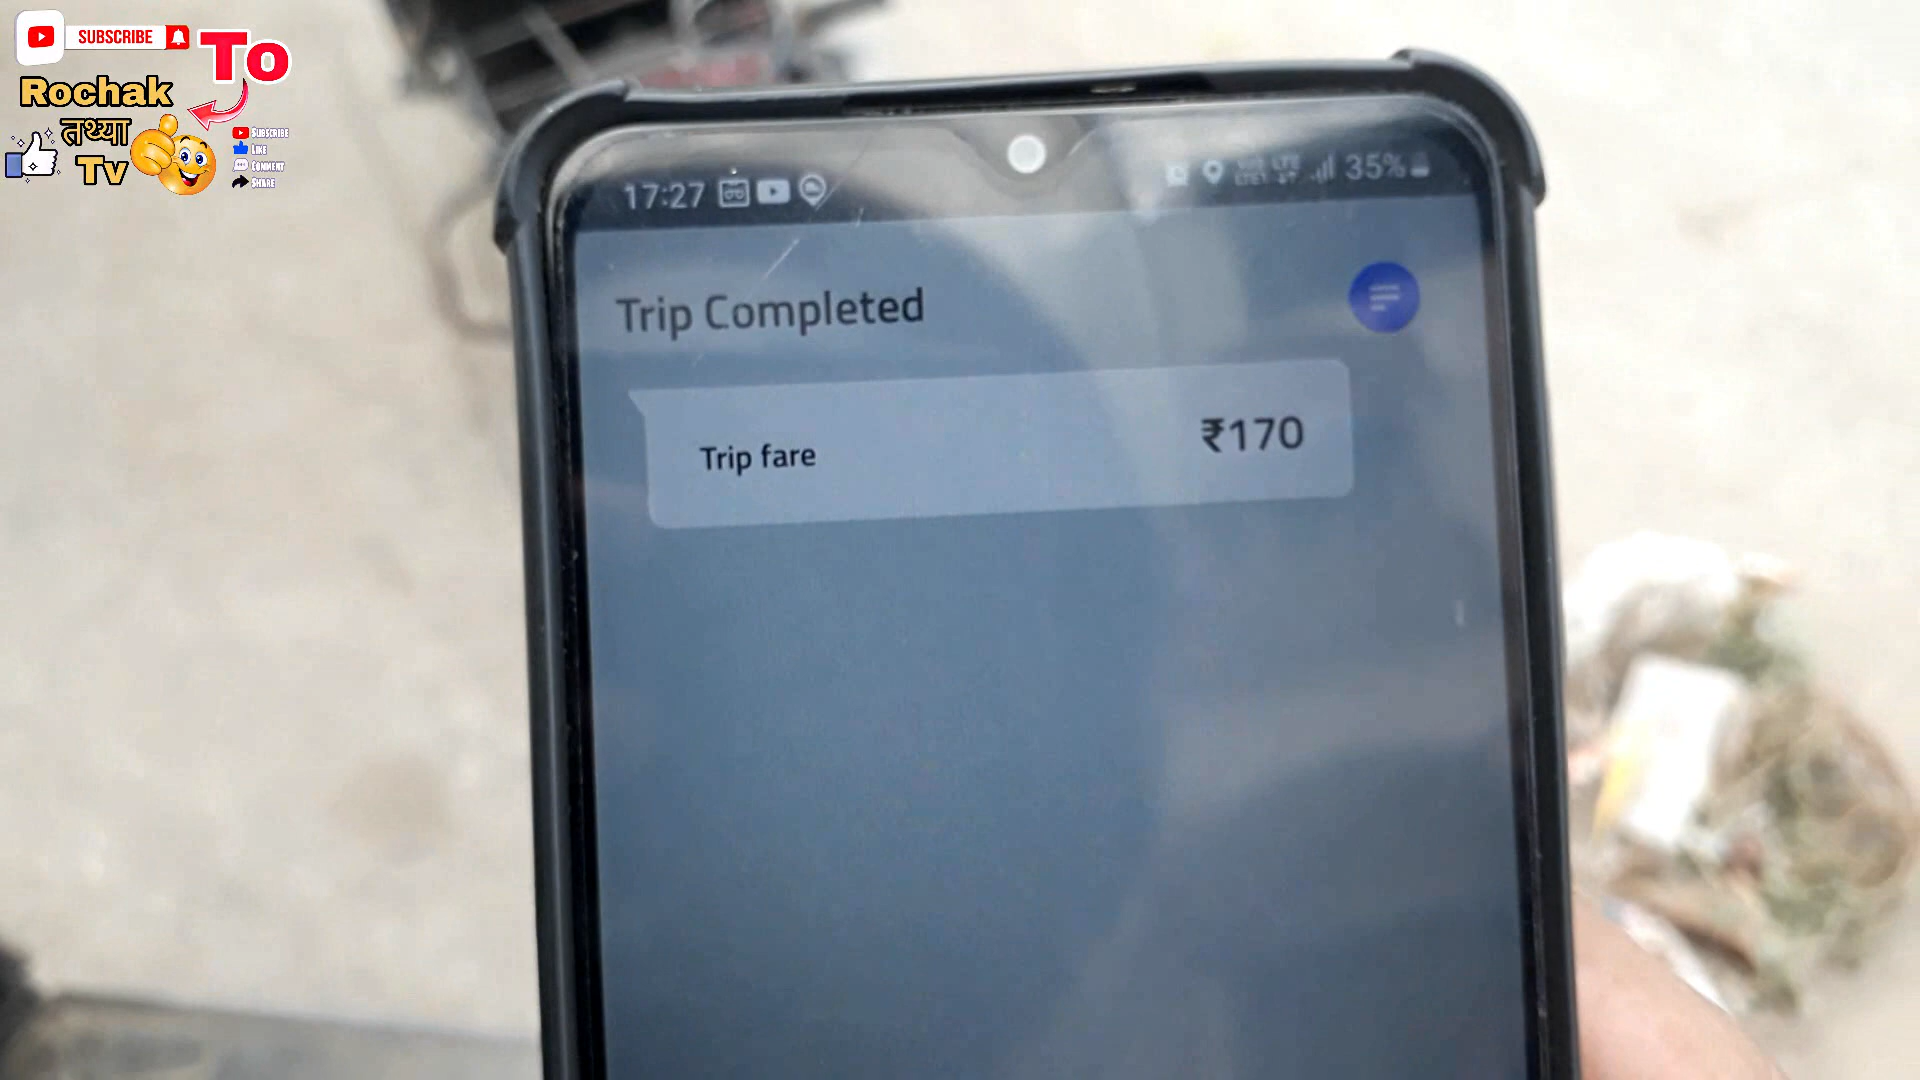 SUBSCRIBE
To
Rochak
तथ्या
Tv
SUBSCRIBE
LIKE
COMMENT
SHARE
17:27
35%
Trip Completed
Trip fare
₹170